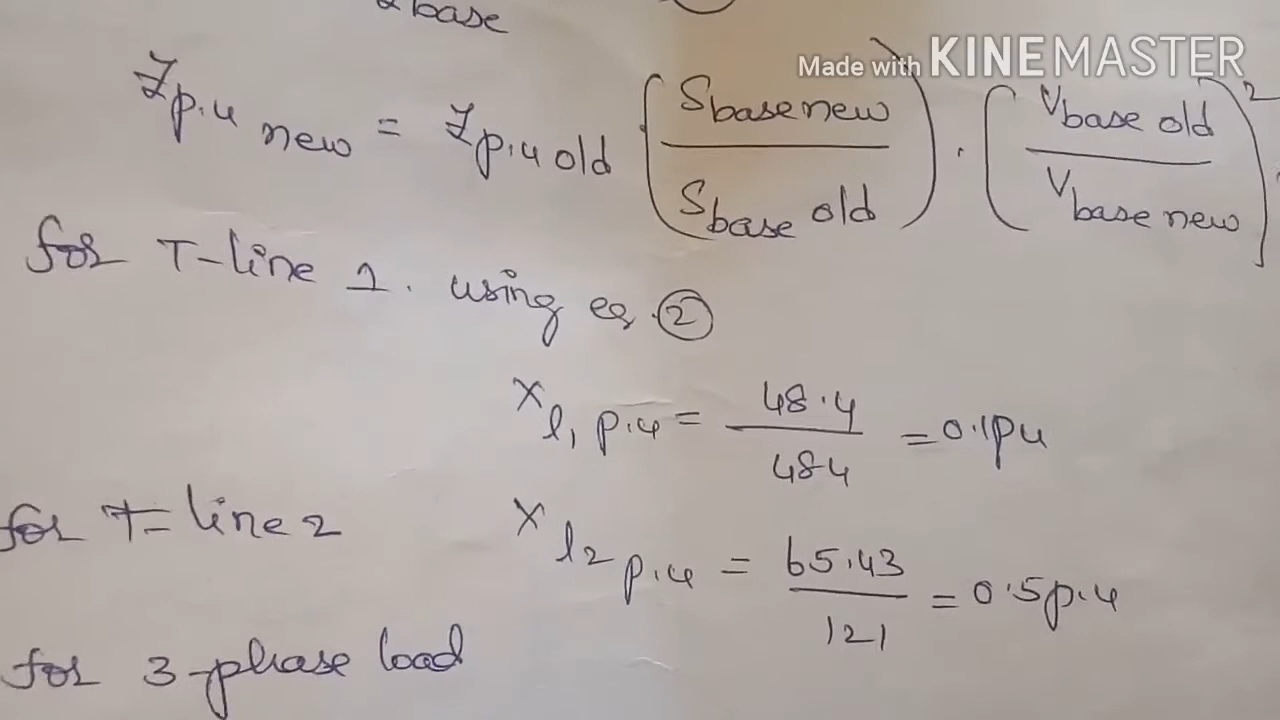 base
Made with KINEMASTER
Zp.u new = Zp.u old (Sbase new / Sbase old) . (Vbase old / Vbase new)²
for T-line 1. using eq. ②
Xl1 p.u = 48.4 / 484 = 0.1pu
for T-line 2
Xl2 p.u = 65.43 / 121 = 0.5p.u
for 3-phase load